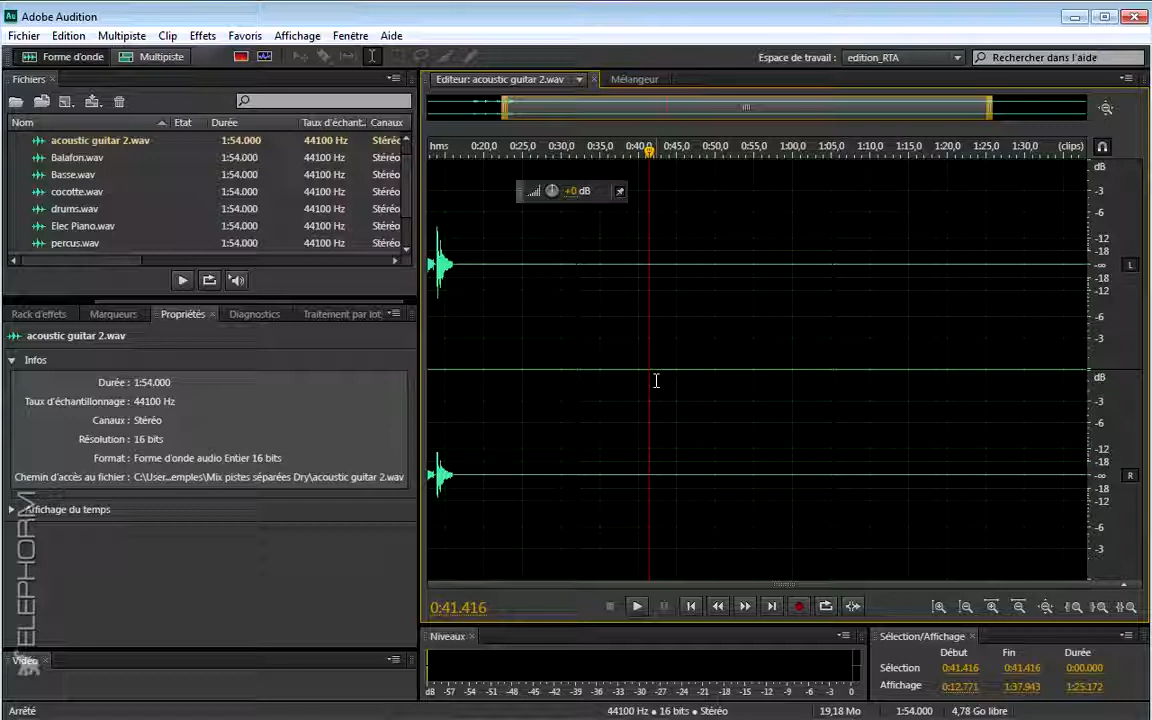 Au Adobe Audition
Fichier Edition Multipiste Clip Effets Favoris Affichage Fenêtre Aide
Forme d'onde Multipiste Espace de travail : edition_RTA Rechercher dans l'aide
Fichiers
Nom Etat Durée Taux d'échant... Canaux
acoustic guitar 2.wav 1:54.000 44100 Hz Stéréo
Balafon.wav 1:54.000 44100 Hz Stéréo
Basse.wav 1:54.000 44100 Hz Stéréo
cocotte.wav 1:54.000 44100 Hz Stéréo
drums.wav 1:54.000 44100 Hz Stéréo
Elec Piano.wav 1:54.000 44100 Hz Stéréo
percus.wav 1:54.000 44100 Hz Stéréo
Rack d'effets Marqueurs Propriétés Diagnostics Traitement par lot
acoustic guitar 2.wav
Infos
Durée : 1:54.000
Taux d'échantillonnage : 44100 Hz
Canaux : Stéréo
Résolution : 16 bits
Format : Forme d'onde audio Entier 16 bits
Chemin d'accès au fichier : C:\User...emples\Mix pistes séparées Dry\acoustic guitar 2.wav
Affichage du temps
ELEPHORM
Vidéo
Arrêté
Editeur: acoustic guitar 2.wav Mélangeur
hms 0:20,0 0:25,0 0:30,0 0:35,0 0:40,0 0:45,0 0:50,0 0:55,0 1:00,0 1:05,0 1:10,0 1:15,0 1:20,0 1:25,0 1:30,0 (clips)
+0 dB
dB
-3
-6
-12
-18
-∞
L
-18
-12
-6
-3
dB
-3
-6
-12
-18
-∞
R
-18
-12
-6
-3
0:41.416
Niveaux
dB -57 -54 -51 -48 -45 -42 -39 -36 -33 -30 -27 -24 -21 -18 -15 -12 -9 -6 -3 0
Sélection/Affichage
Début Fin Durée
Sélection 0:41.416 0:41.416 0:00.000
Affichage 0:12.771 1:37.943 1:25.172
44100 Hz • 16 bits • Stéréo 19,18 Mo 1:54.000 4,78 Go libre